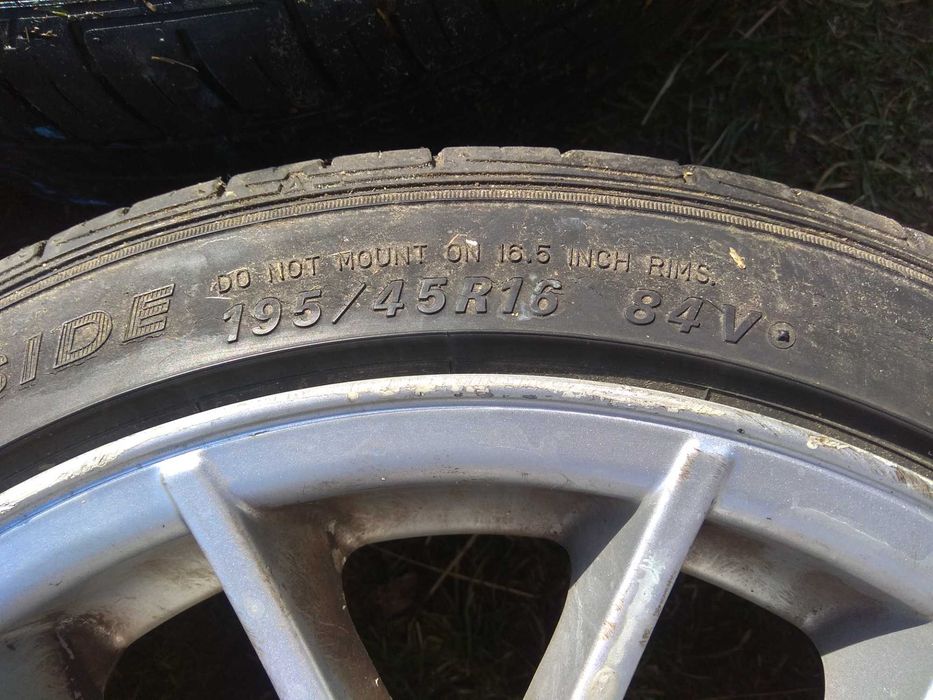 DO NOT MOUNT ON 16.5 INCH RIMS.
SIDE 195/45R16 84V